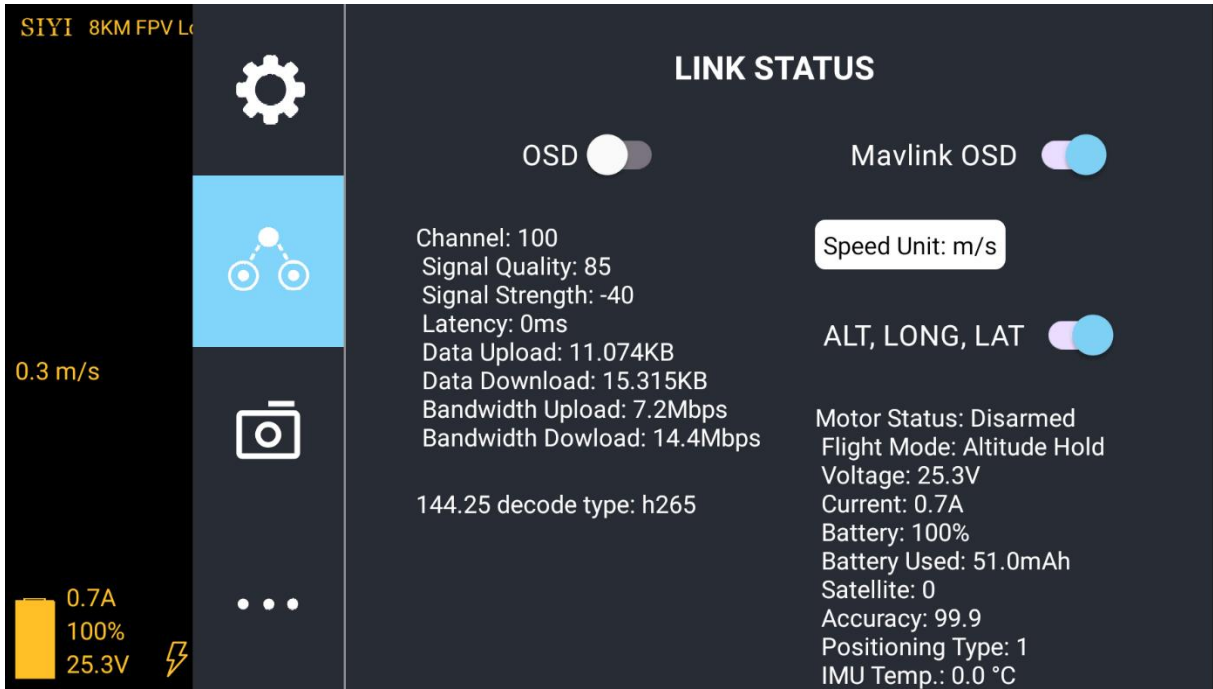 SIYI 8KM FPV Lo
LINK STATUS
OSD
Mavlink OSD
Channel: 100
Signal Quality: 85
Signal Strength: -40
Latency: 0ms
Data Upload: 11.074KB
Data Download: 15.315KB
Bandwidth Upload: 7.2Mbps
Bandwidth Dowload: 14.4Mbps
144.25 decode type: h265
Speed Unit: m/s
ALT, LONG, LAT
Motor Status: Disarmed
Flight Mode: Altitude Hold
Voltage: 25.3V
Current: 0.7A
Battery: 100%
Battery Used: 51.0mAh
Satellite: 0
Accuracy: 99.9
Positioning Type: 1
IMU Temp.: 0.0 °C
0.3 m/s
0.7A
100%
25.3V